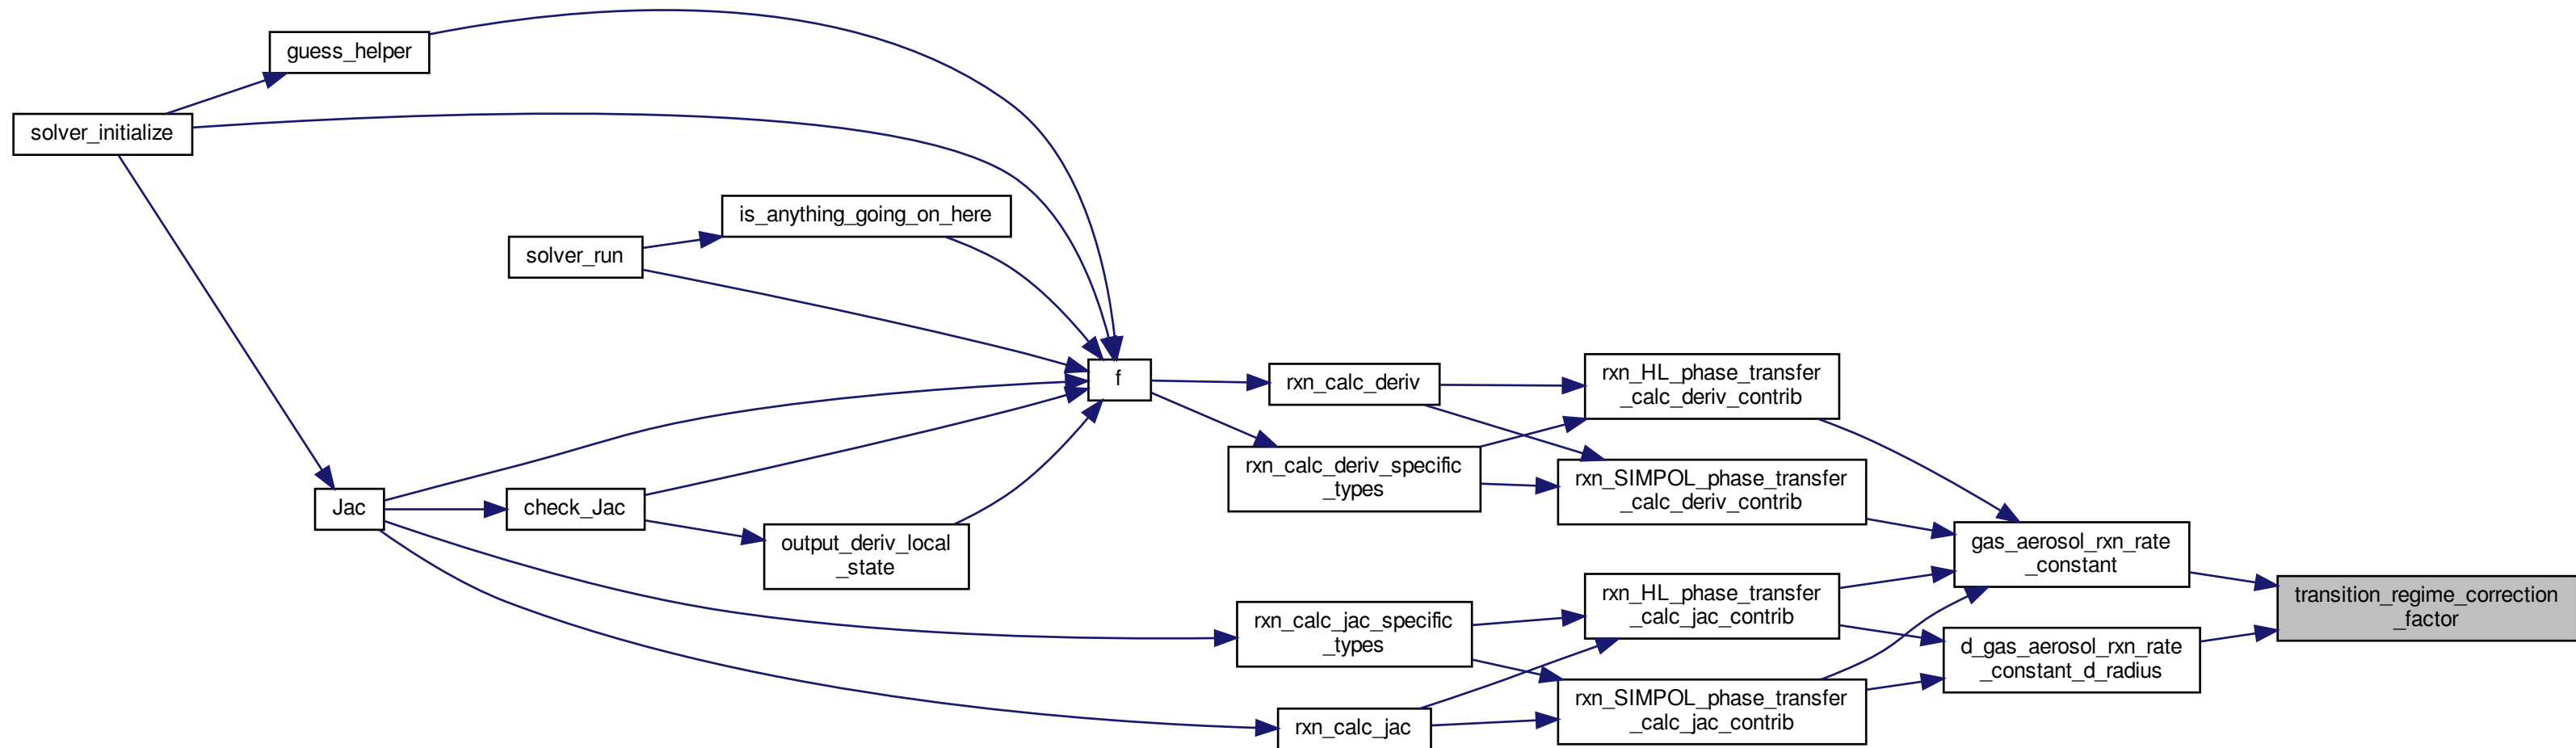 guess_helper
solver_initialize
is_anything_going_on_here
solver_run
f
rxn_calc_deriv
rxn_HL_phase_transfer
_calc_deriv_contrib
rxn_calc_deriv_specific
_types
rxn_SIMPOL_phase_transfer
_calc_deriv_contrib
Jac
check_Jac
output_deriv_local
_state
gas_aerosol_rxn_rate
_constant
transition_regime_correction
_factor
rxn_calc_jac_specific
_types
rxn_HL_phase_transfer
_calc_jac_contrib
d_gas_aerosol_rxn_rate
_constant_d_radius
rxn_calc_jac
rxn_SIMPOL_phase_transfer
_calc_jac_contrib